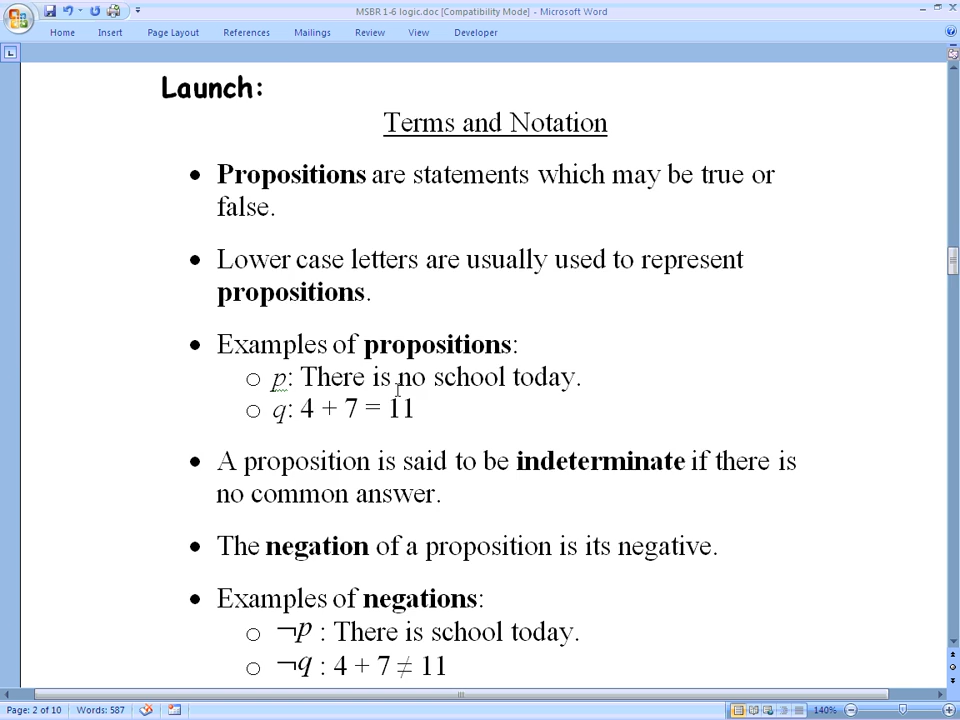 MSBR 1-6 logic.doc [Compatibility Mode] - Microsoft Word
Home Insert Page Layout References Mailings Review View Developer
Launch:
Terms and Notation
• Propositions are statements which may be true or
false.
• Lower case letters are usually used to represent
propositions.
• Examples of propositions:
o p: There is no school today.
o q: 4 + 7 = 11
• A proposition is said to be indeterminate if there is
no common answer.
• The negation of a proposition is its negative.
• Examples of negations:
o ¬p : There is school today.
o ¬q : 4 + 7 ≠ 11
Page: 2 of 10 Words: 587 140%